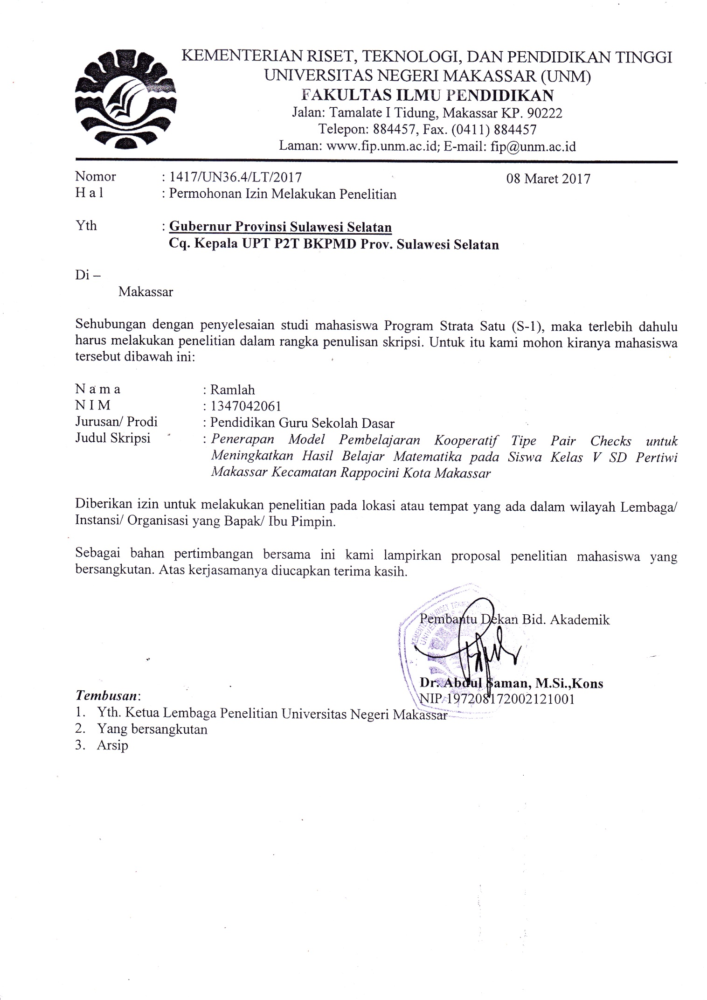 KEMENTERIAN RISET, TEKNOLOGI, DAN PENDIDIKAN TINGGI
UNIVERSITAS NEGERI MAKASSAR (UNM)
FAKULTAS ILMU PENDIDIKAN
Jalan: Tamalate I Tidung, Makassar KP. 90222
Telepon: 884457, Fax. (0411) 884457
Laman: www.fip.unm.ac.id; E-mail: fip@unm.ac.id
Nomor : 1417/UN36.4/LT/2017 08 Maret 2017
H a l : Permohonan Izin Melakukan Penelitian
Yth : Gubernur Provinsi Sulawesi Selatan
Cq. Kepala UPT P2T BKPMD Prov. Sulawesi Selatan
Di –
Makassar
Sehubungan dengan penyelesaian studi mahasiswa Program Strata Satu (S-1), maka terlebih dahulu
harus melakukan penelitian dalam rangka penulisan skripsi. Untuk itu kami mohon kiranya mahasiswa
tersebut dibawah ini:
N a m a : Ramlah
N I M : 1347042061
Jurusan/ Prodi : Pendidikan Guru Sekolah Dasar
Judul Skripsi : Penerapan Model Pembelajaran Kooperatif Tipe Pair Checks untuk
Meningkatkan Hasil Belajar Matematika pada Siswa Kelas V SD Pertiwi
Makassar Kecamatan Rappocini Kota Makassar
Diberikan izin untuk melakukan penelitian pada lokasi atau tempat yang ada dalam wilayah Lembaga/
Instansi/ Organisasi yang Bapak/ Ibu Pimpin.
Sebagai bahan pertimbangan bersama ini kami lampirkan proposal penelitian mahasiswa yang
bersangkutan. Atas kerjasamanya diucapkan terima kasih.
KEMENTERIAN RISET TEKNOLOGI
UNIVERSITAS
Pembantu Dekan Bid. Akademik
Dr. Abdul Saman, M.Si.,Kons
NIP. 197208172002121001
Tembusan:
1. Yth. Ketua Lembaga Penelitian Universitas Negeri Makassar
2. Yang bersangkutan
3. Arsip